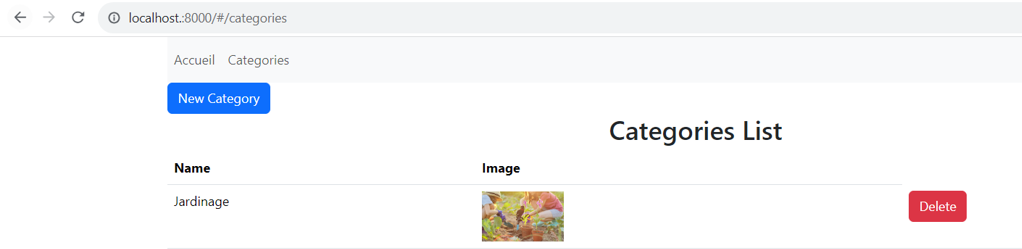 localhost.:8000/#/categories
Accueil Categories
New Category
Categories List
Name Image
Jardinage Delete